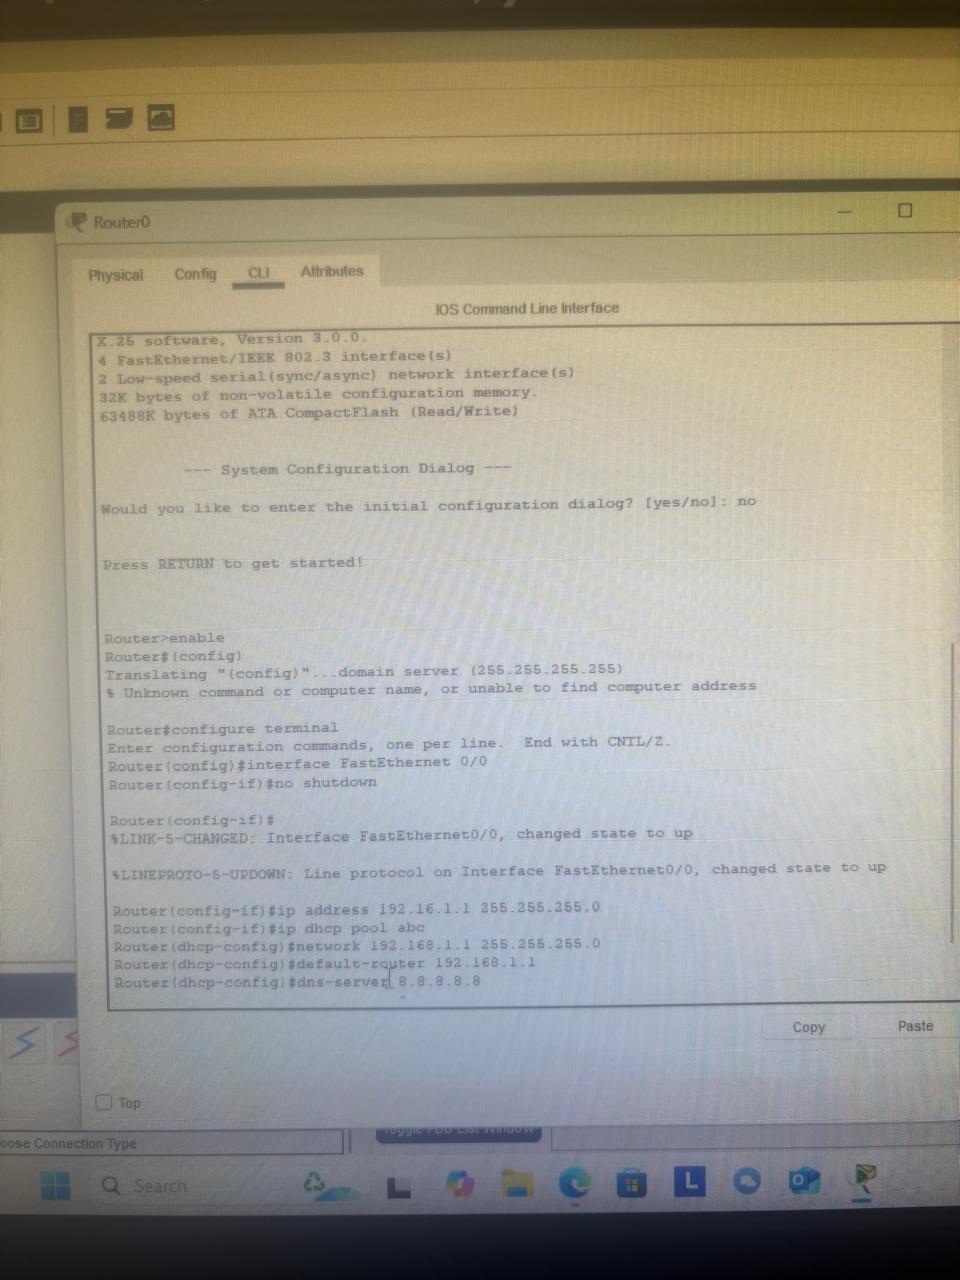 Router0
Physical Config CLI Attributes
IOS Command Line Interface
X.25 software, Version 3.0.0.
4 FastEthernet/IEEE 802.3 interface(s)
2 Low-speed serial(sync/async) network interface(s)
32K bytes of non-volatile configuration memory.
63488K bytes of ATA CompactFlash (Read/Write)
--- System Configuration Dialog ---
Would you like to enter the initial configuration dialog? [yes/no]: no
Press RETURN to get started!
Router>enable
Router#(config)
Translating "(config)"...domain server (255.255.255.255)
% Unknown command or computer name, or unable to find computer address
Router#configure terminal
Enter configuration commands, one per line.  End with CNTL/Z.
Router(config)#interface FastEthernet 0/0
Router(config-if)#no shutdown
Router(config-if)#
%LINK-5-CHANGED: Interface FastEthernet0/0, changed state to up
%LINEPROTO-5-UPDOWN: Line protocol on Interface FastEthernet0/0, changed state to up
Router(config-if)#ip address 192.16.1.1 255.255.255.0
Router(config-if)#ip dhcp pool abc
Router(dhcp-config)#network 192.168.1.1 255.255.255.0
Router(dhcp-config)#default-router 192.168.1.1
Router(dhcp-config)#dns-server 8.8.8.8.8
^
Copy Paste
Top
Toggle PDU List Window
oose Connection Type
Search
L